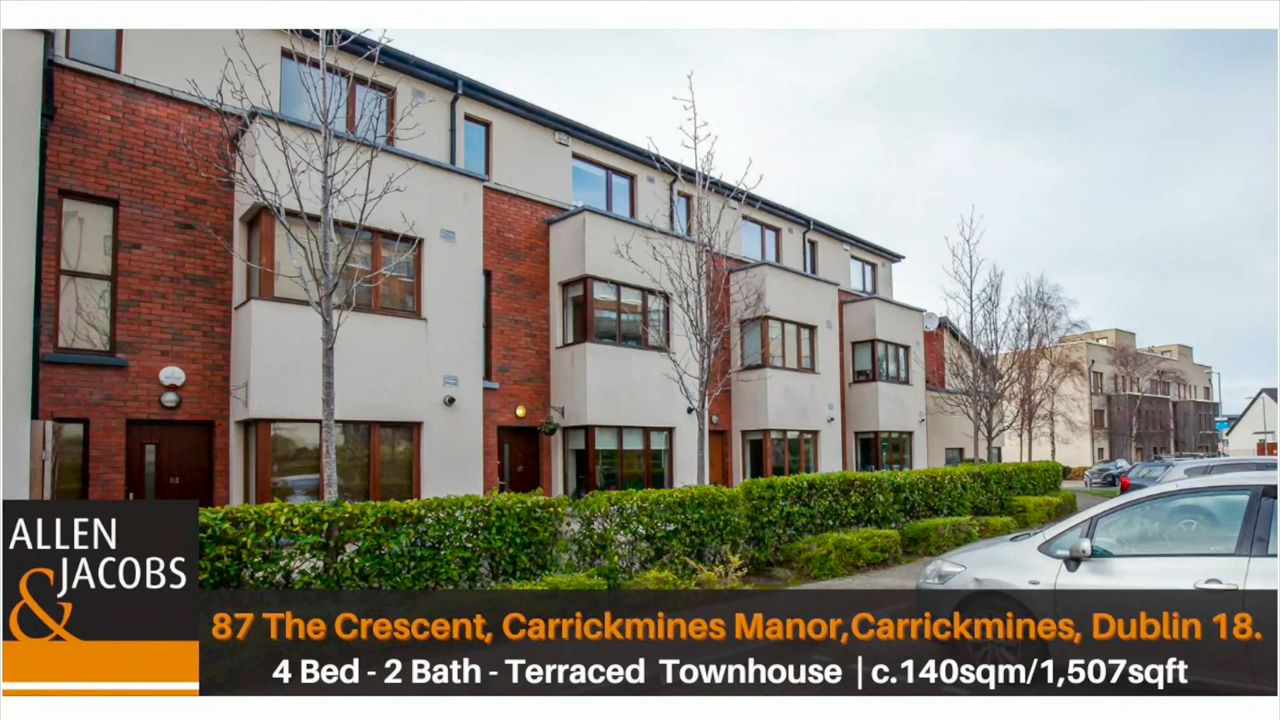 ALLEN
& JACOBS
87 The Crescent, Carrickmines Manor,Carrickmines, Dublin 18.
4 Bed - 2 Bath - Terraced Townhouse | c.140sqm/1,507sqft